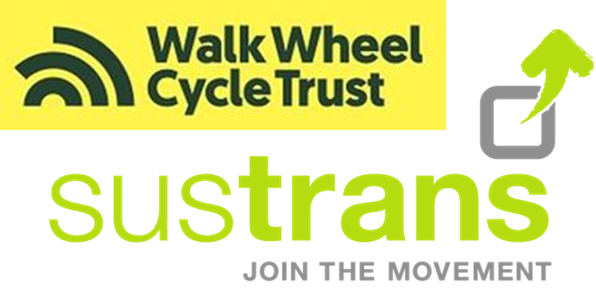 Walk Wheel
Cycle Trust
sustrans
JOIN THE MOVEMENT